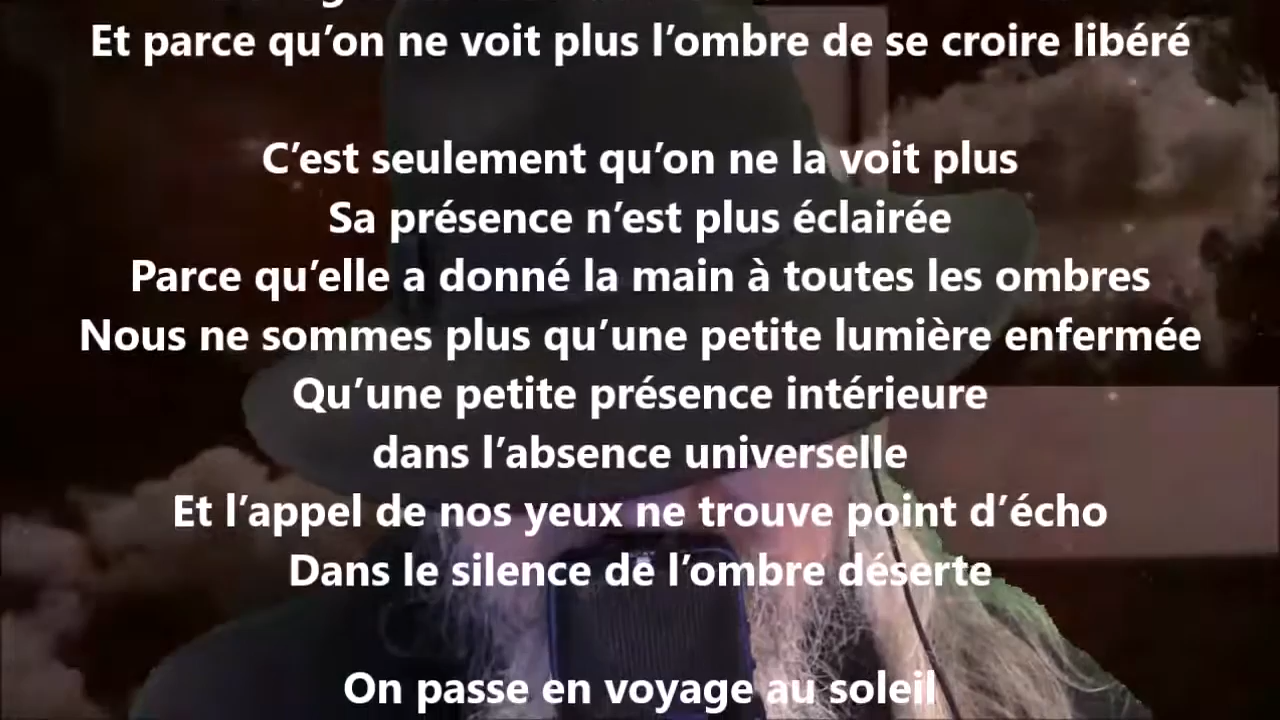 Et parce qu’on ne voit plus l’ombre de se croire libéré
C’est seulement qu’on ne la voit plus
Sa présence n’est plus éclairée
Parce qu’elle a donné la main à toutes les ombres
Nous ne sommes plus qu’une petite lumière enfermée
Qu’une petite présence intérieure
dans l’absence universelle
Et l’appel de nos yeux ne trouve point d’écho
Dans le silence de l’ombre déserte
On passe en voyage au soleil